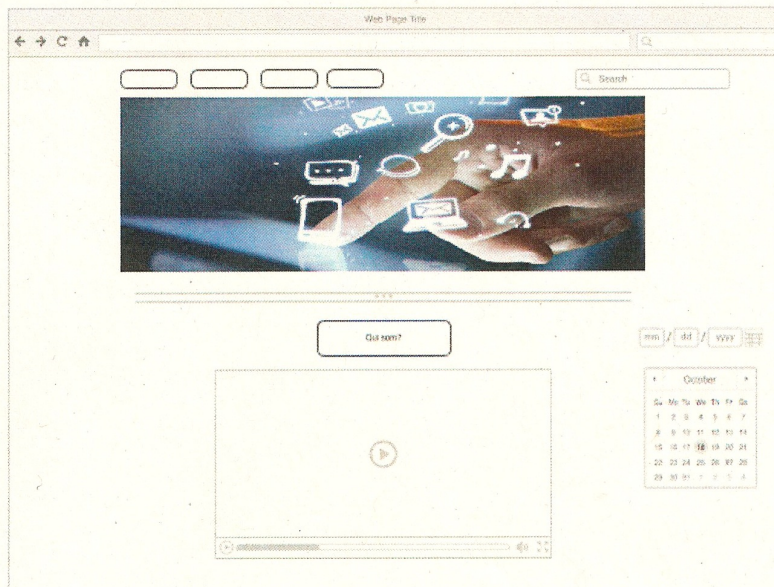 Web Page Title
Search
Qui som?
mm / dd / yyyy
October
Su Mo Tu We Th Fr Sa
1 2 3 4 5 6 7
8 9 10 11 12 13 14
15 16 17 18 19 20 21
22 23 24 25 26 27 28
29 30 31 1 2 3 4